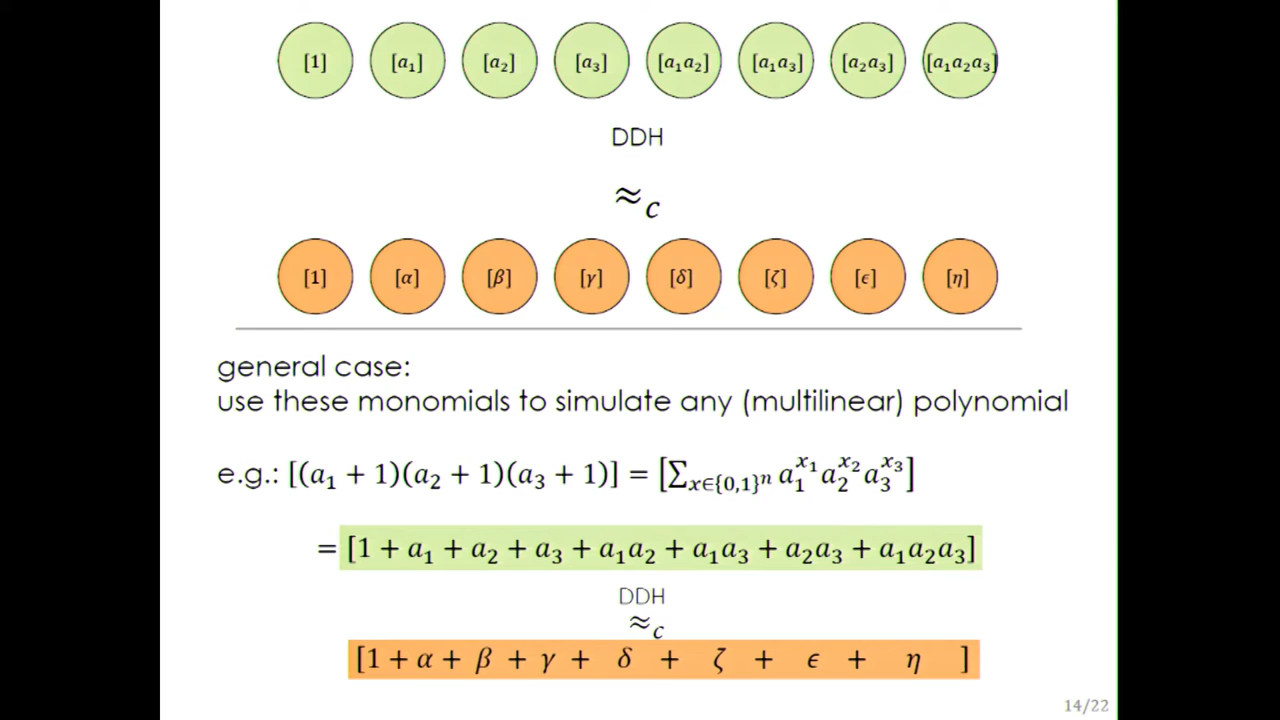 [1] [a₁] [a₂] [a₃] [a₁a₂] [a₁a₃] [a₂a₃] [a₁a₂a₃]
DDH
≈c
[1] [α] [β] [γ] [δ] [ζ] [ϵ] [η]
general case:
use these monomials to simulate any (multilinear) polynomial
e.g.: [(a₁ + 1)(a₂ + 1)(a₃ + 1)] = [∑_{x∈{0,1}ⁿ} a₁^{x₁} a₂^{x₂} a₃^{x₃}]
= [1 + a₁ + a₂ + a₃ + a₁a₂ + a₁a₃ + a₂a₃ + a₁a₂a₃]
DDH
≈c
[1 + α + β + γ + δ + ζ + ϵ + η ]
14/22